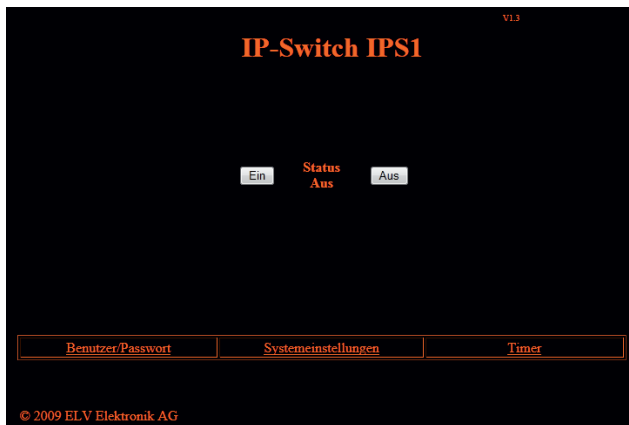 V1.3
IP-Switch IPS1
Ein Status Aus
Aus
Benutzer/Passwort Systemeinstellungen Timer
© 2009 ELV Elektronik AG